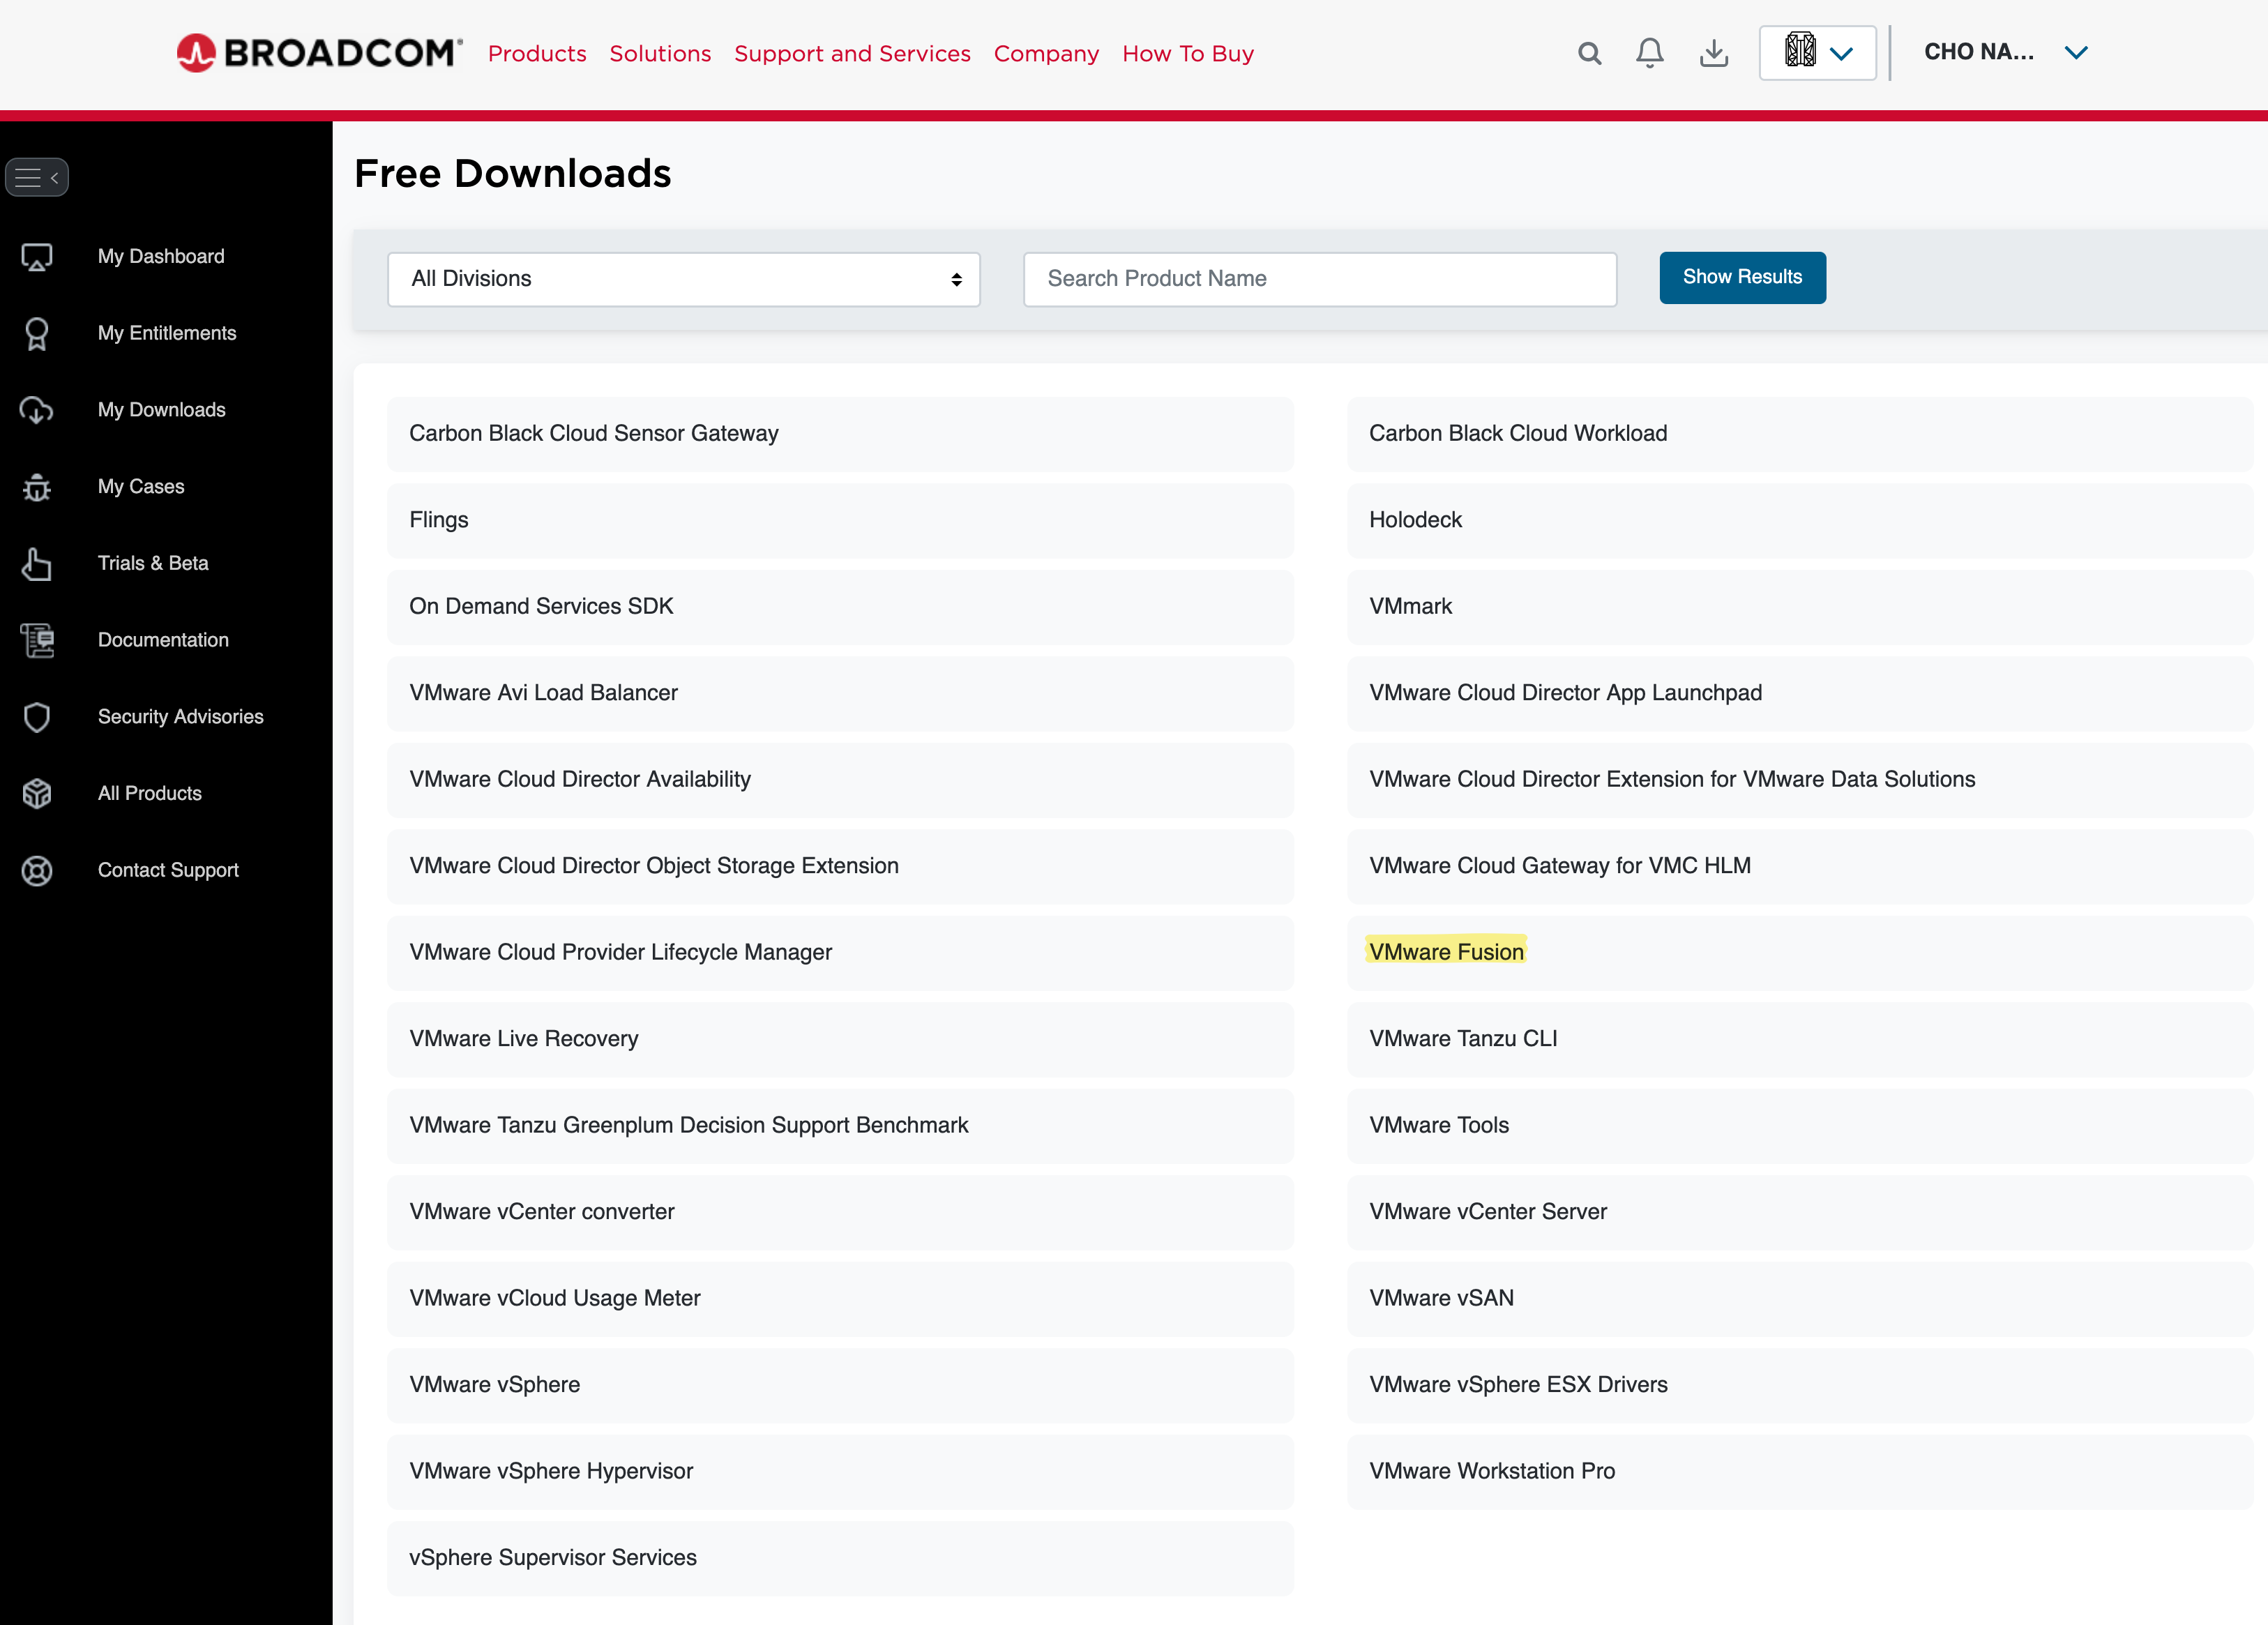 BROADCOM Products Solutions Support and Services Company How To Buy CHO NA...
Free Downloads
All Divisions Search Product Name Show Results
My Dashboard
My Entitlements
My Downloads
My Cases
Trials & Beta
Documentation
Security Advisories
All Products
Contact Support
Carbon Black Cloud Sensor Gateway
Carbon Black Cloud Workload
Flings
Holodeck
On Demand Services SDK
VMmark
VMware Avi Load Balancer
VMware Cloud Director App Launchpad
VMware Cloud Director Availability
VMware Cloud Director Extension for VMware Data Solutions
VMware Cloud Director Object Storage Extension
VMware Cloud Gateway for VMC HLM
VMware Cloud Provider Lifecycle Manager
VMware Fusion
VMware Live Recovery
VMware Tanzu CLI
VMware Tanzu Greenplum Decision Support Benchmark
VMware Tools
VMware vCenter converter
VMware vCenter Server
VMware vCloud Usage Meter
VMware vSAN
VMware vSphere
VMware vSphere ESX Drivers
VMware vSphere Hypervisor
VMware Workstation Pro
vSphere Supervisor Services